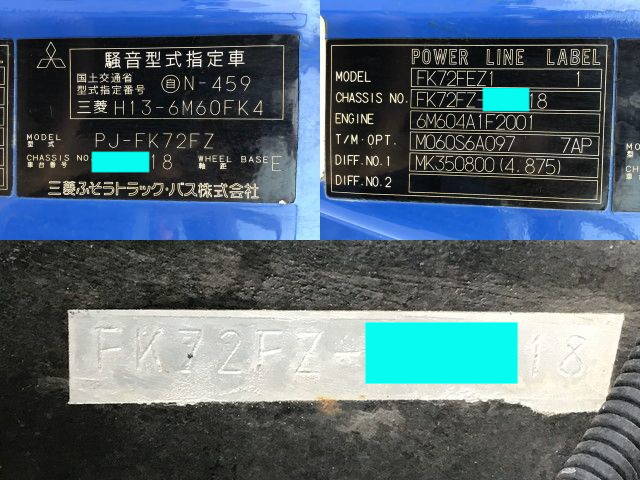 騒音型式指定車
国土交通省
型式指定番号 自N-459
三菱 H13-6M60FK4
MODEL
型式 PJ-FK72FZ
CHASSIS NO 18 WHEEL BASE E
車台番号 軸距
三菱ふそうトラック・バス株式会社
POWER LINE LABEL
MODEL FK72FEZ1 1
CHASSIS NO. FK72FZ- 18
ENGINE 6M604A1F2001
T/M・OPT. M060S6A097 7AP
DIFF.NO.1 MK350800(4.875)
DIFF.NO.2
FK72FZ- 18